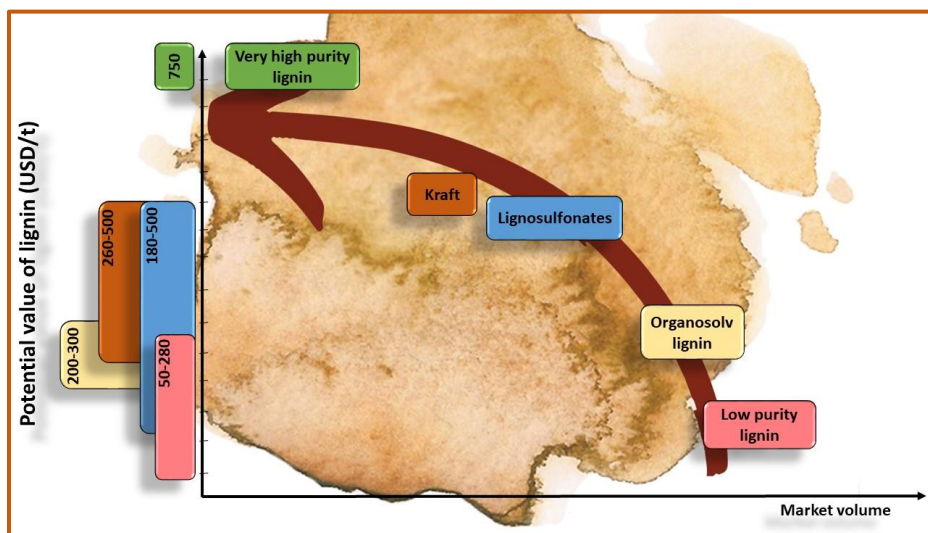 Potential value of lignin (USD/t)
750
260-500
180-500
200-300
50-280
Very high purity
lignin
Kraft
Lignosulfonates
Organosolv
lignin
Low purity
lignin
Market volume